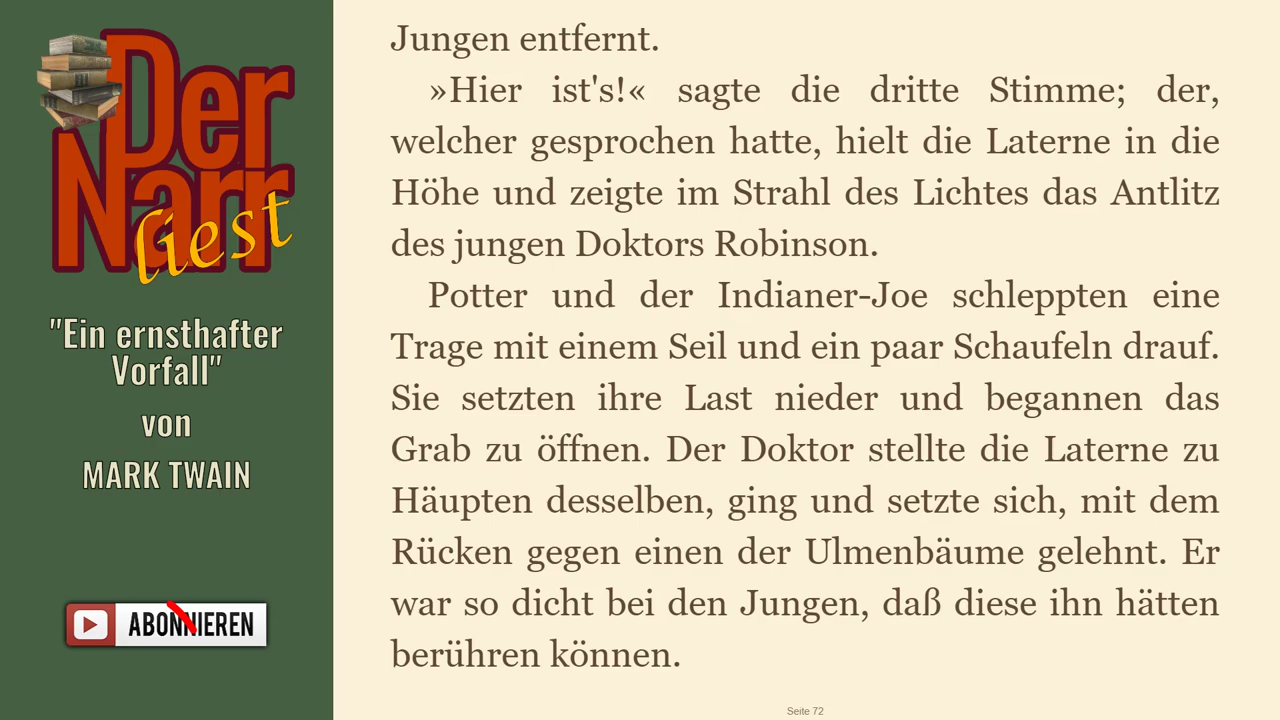 Der
Narr
liest
"Ein ernsthafter
Vorfall"
von
MARK TWAIN
ABONNIEREN
Jungen entfernt.
»Hier ist's!« sagte die dritte Stimme; der,
welcher gesprochen hatte, hielt die Laterne in die
Höhe und zeigte im Strahl des Lichtes das Antlitz
des jungen Doktors Robinson.
Potter und der Indianer-Joe schleppten eine
Trage mit einem Seil und ein paar Schaufeln drauf.
Sie setzten ihre Last nieder und begannen das
Grab zu öffnen. Der Doktor stellte die Laterne zu
Häupten desselben, ging und setzte sich, mit dem
Rücken gegen einen der Ulmenbäume gelehnt. Er
war so dicht bei den Jungen, daß diese ihn hätten
berühren können.
Seite 72